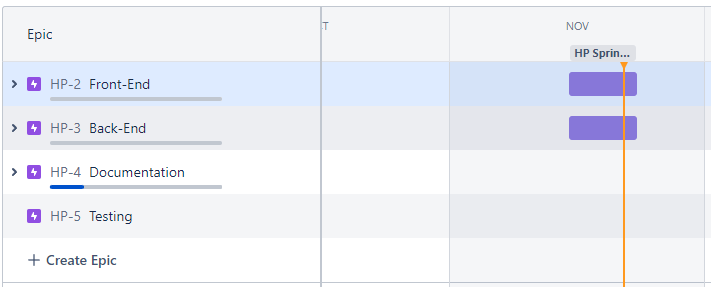 Epic
T
NOV
HP Sprin...
HP-2 Front-End
HP-3 Back-End
HP-4 Documentation
HP-5 Testing
+ Create Epic